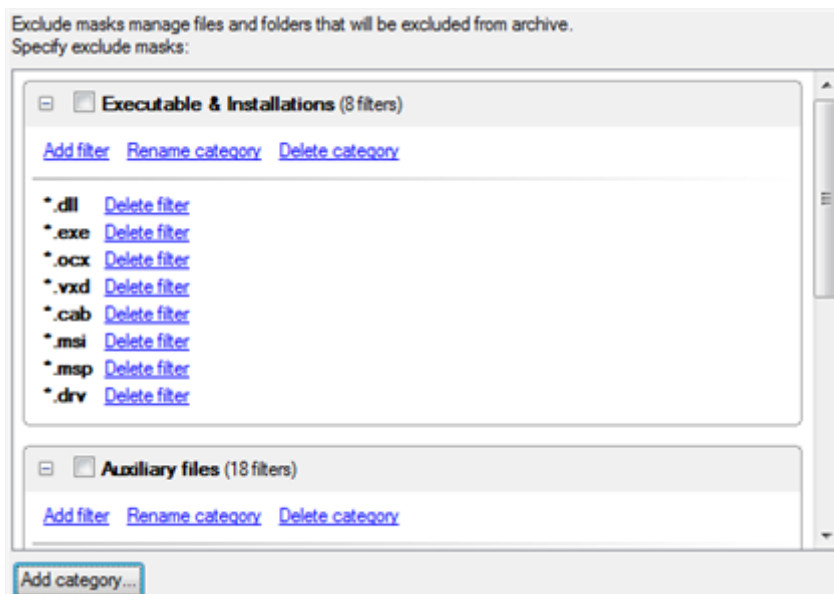 Exclude masks manage files and folders that will be excluded from archive.
Specify exclude masks:
Executable & Installations (8 filters)
Add filter Rename category Delete category
*.dll Delete filter
*.exe Delete filter
*.ocx Delete filter
*.vxd Delete filter
*.cab Delete filter
*.msi Delete filter
*.msp Delete filter
*.drv Delete filter
Auxiliary files (18 filters)
Add filter Rename category Delete category
Add category...